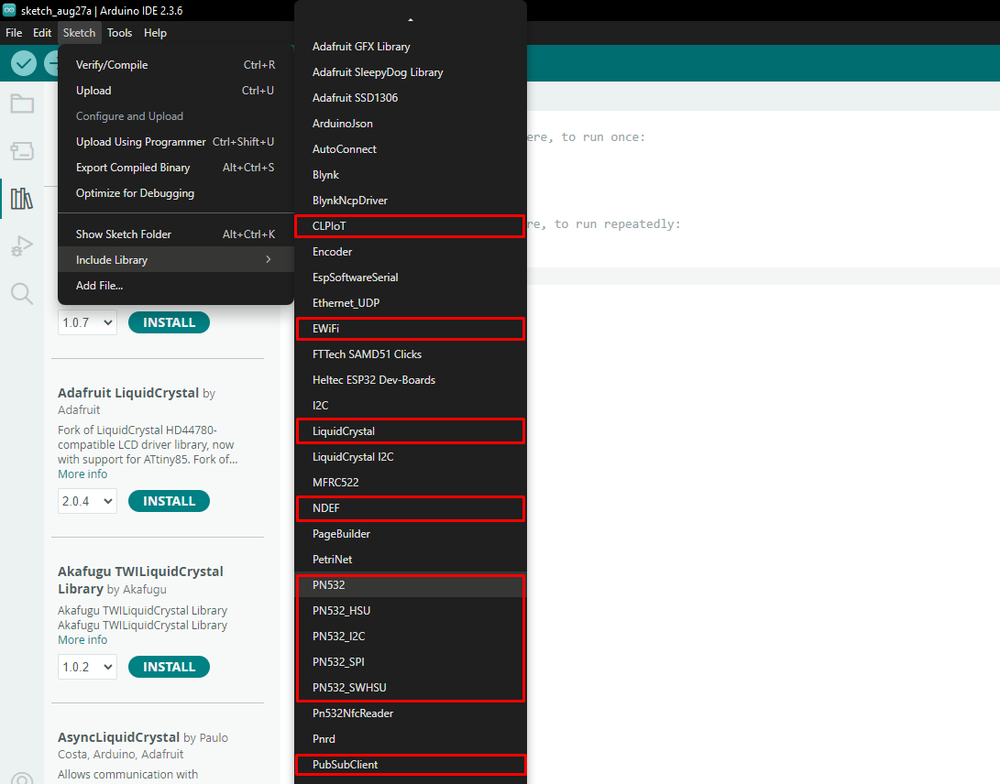 sketch_aug27a | Arduino IDE 2.3.6
File Edit Sketch Tools Help
Verify/Compile Ctrl+R
Upload Ctrl+U
Configure and Upload
Upload Using Programmer Ctrl+Shift+U
Export Compiled Binary Alt+Ctrl+S
Optimize for Debugging
Show Sketch Folder Alt+Ctrl+K
Include Library
Add File...
1.0.7 INSTALL
Adafruit LiquidCrystal by
Adafruit
Fork of LiquidCrystal HD44780-
compatible LCD driver library, now
with support for ATtiny85. Fork of...
More info
2.0.4 INSTALL
Akafugu TWILiquidCrystal
Library by Akafugu
Akafugu TWILiquidCrystal Library
Akafugu TWILiquidCrystal Library
More info
1.0.2 INSTALL
AsyncLiquidCrystal by Paulo
Costa, Arduino, Adafruit
Allows communication with
Adafruit GFX Library
Adafruit SleepyDog Library
Adafruit SSD1306
ArduinoJson
AutoConnect
Blynk
BlynkNcpDriver
CLPIoT
Encoder
EspSoftwareSerial
Ethernet_UDP
EWiFi
FTTech SAMD51 Clicks
Heltec ESP32 Dev-Boards
I2C
LiquidCrystal
LiquidCrystal I2C
MFRC522
NDEF
PageBuilder
PetriNet
PN532
PN532_HSU
PN532_I2C
PN532_SPI
PN532_SWHSU
Pn532NfcReader
Pnrd
PubSubClient
ere, to run once:
re, to run repeatedly: